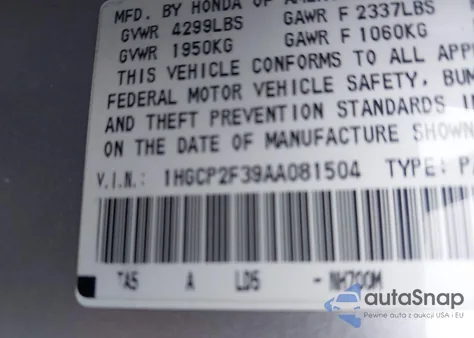 MFD. BY HONDA OF
GVWR 4299LBS GAWR F 2337LBS
GVWR 1950KG GAWR F 1060KG
THIS VEHICLE CONFORMS TO ALL
FEDERAL MOTOR VEHICLE SAFETY,
AND THEFT PREVENTION STANDARDS
ON THE DATE OF MANUFACTURE SHOWN
V.I.N.: 1HGCP2F39AA081504 TYPE:
TA5 A LD5 - NH700M
autoSnap
Pewne auta z aukcji USA i EU